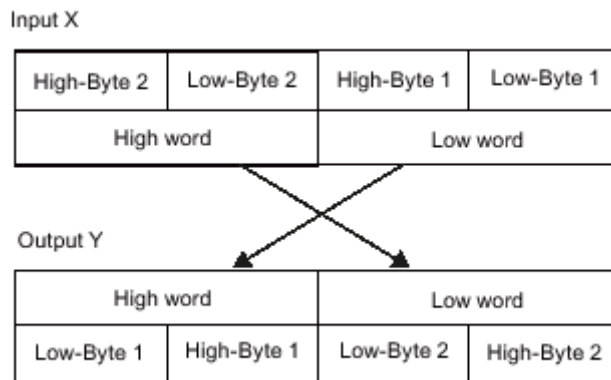 Input X
High-Byte 2 Low-Byte 2 High-Byte 1 Low-Byte 1
High word Low word
Output Y
High word Low word
Low-Byte 1 High-Byte 1 Low-Byte 2 High-Byte 2